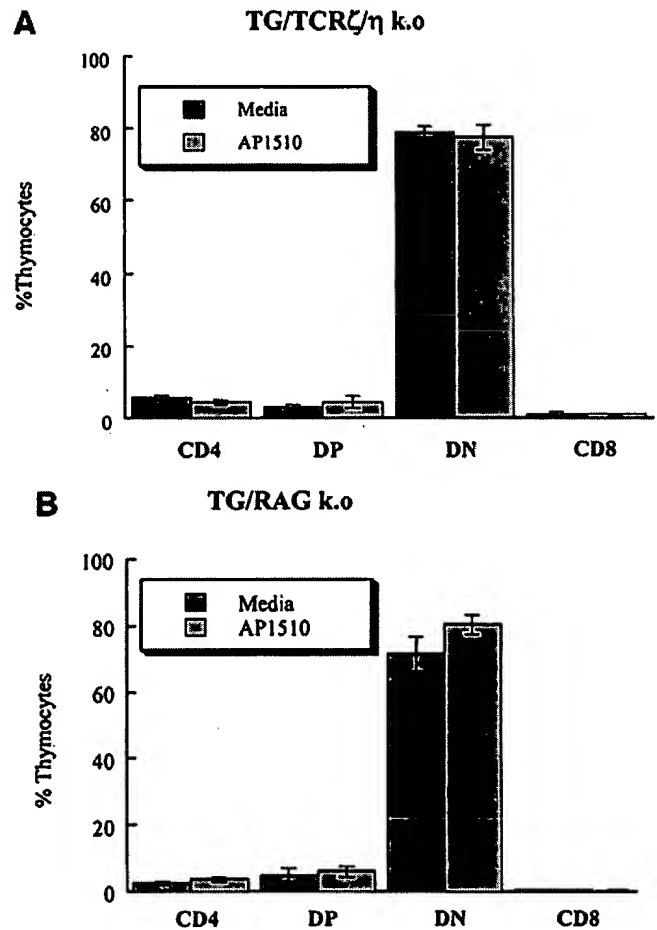 A
TG/TCRζ/η k.o
%Thymocytes
100
80
60
40
20
0
Media
AP1510
CD4 DP DN CD8
B
TG/RAG k.o
% Thymocytes
100
80
60
40
20
0
Media
AP1510
CD4 DP DN CD8